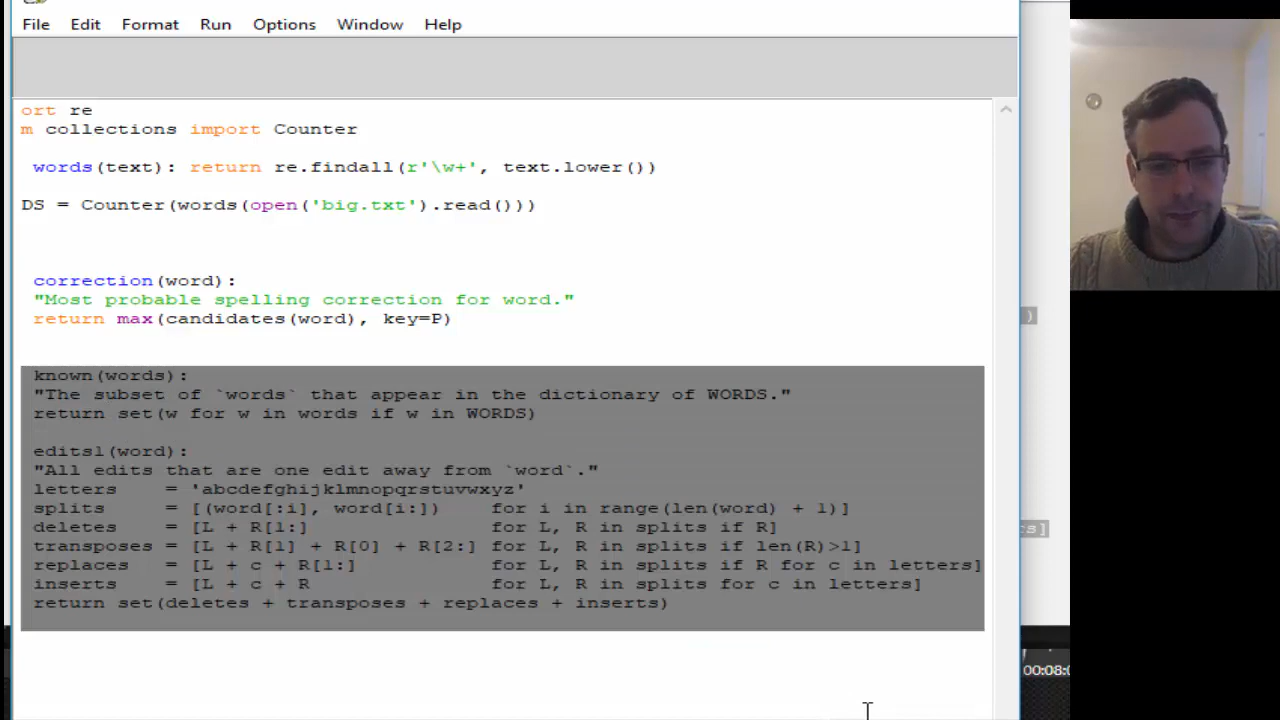 File Edit Format Run Options Window Help
ort re
m collections import Counter
words(text): return re.findall(r'\w+', text.lower())
DS = Counter(words(open('big.txt').read()))
correction(word):
"Most probable spelling correction for word."
return max(candidates(word), key=P)
)
known(words):
"The subset of `words` that appear in the dictionary of WORDS."
return set(w for w in words if w in WORDS)
edits1(word):
"All edits that are one edit away from `word`."
letters    = 'abcdefghijklmnopqrstuvwxyz'
splits     = [(word[:i], word[i:])    for i in range(len(word) + 1)]
s]
deletes    = [L + R[1:]               for L, R in splits if R]
transposes = [L + R[1] + R[0] + R[2:] for L, R in splits if len(R)>1]
replaces   = [L + c + R[1:]           for L, R in splits if R for c in letters]
inserts    = [L + c + R               for L, R in splits for c in letters]
return set(deletes + transposes + replaces + inserts)
00:08:0